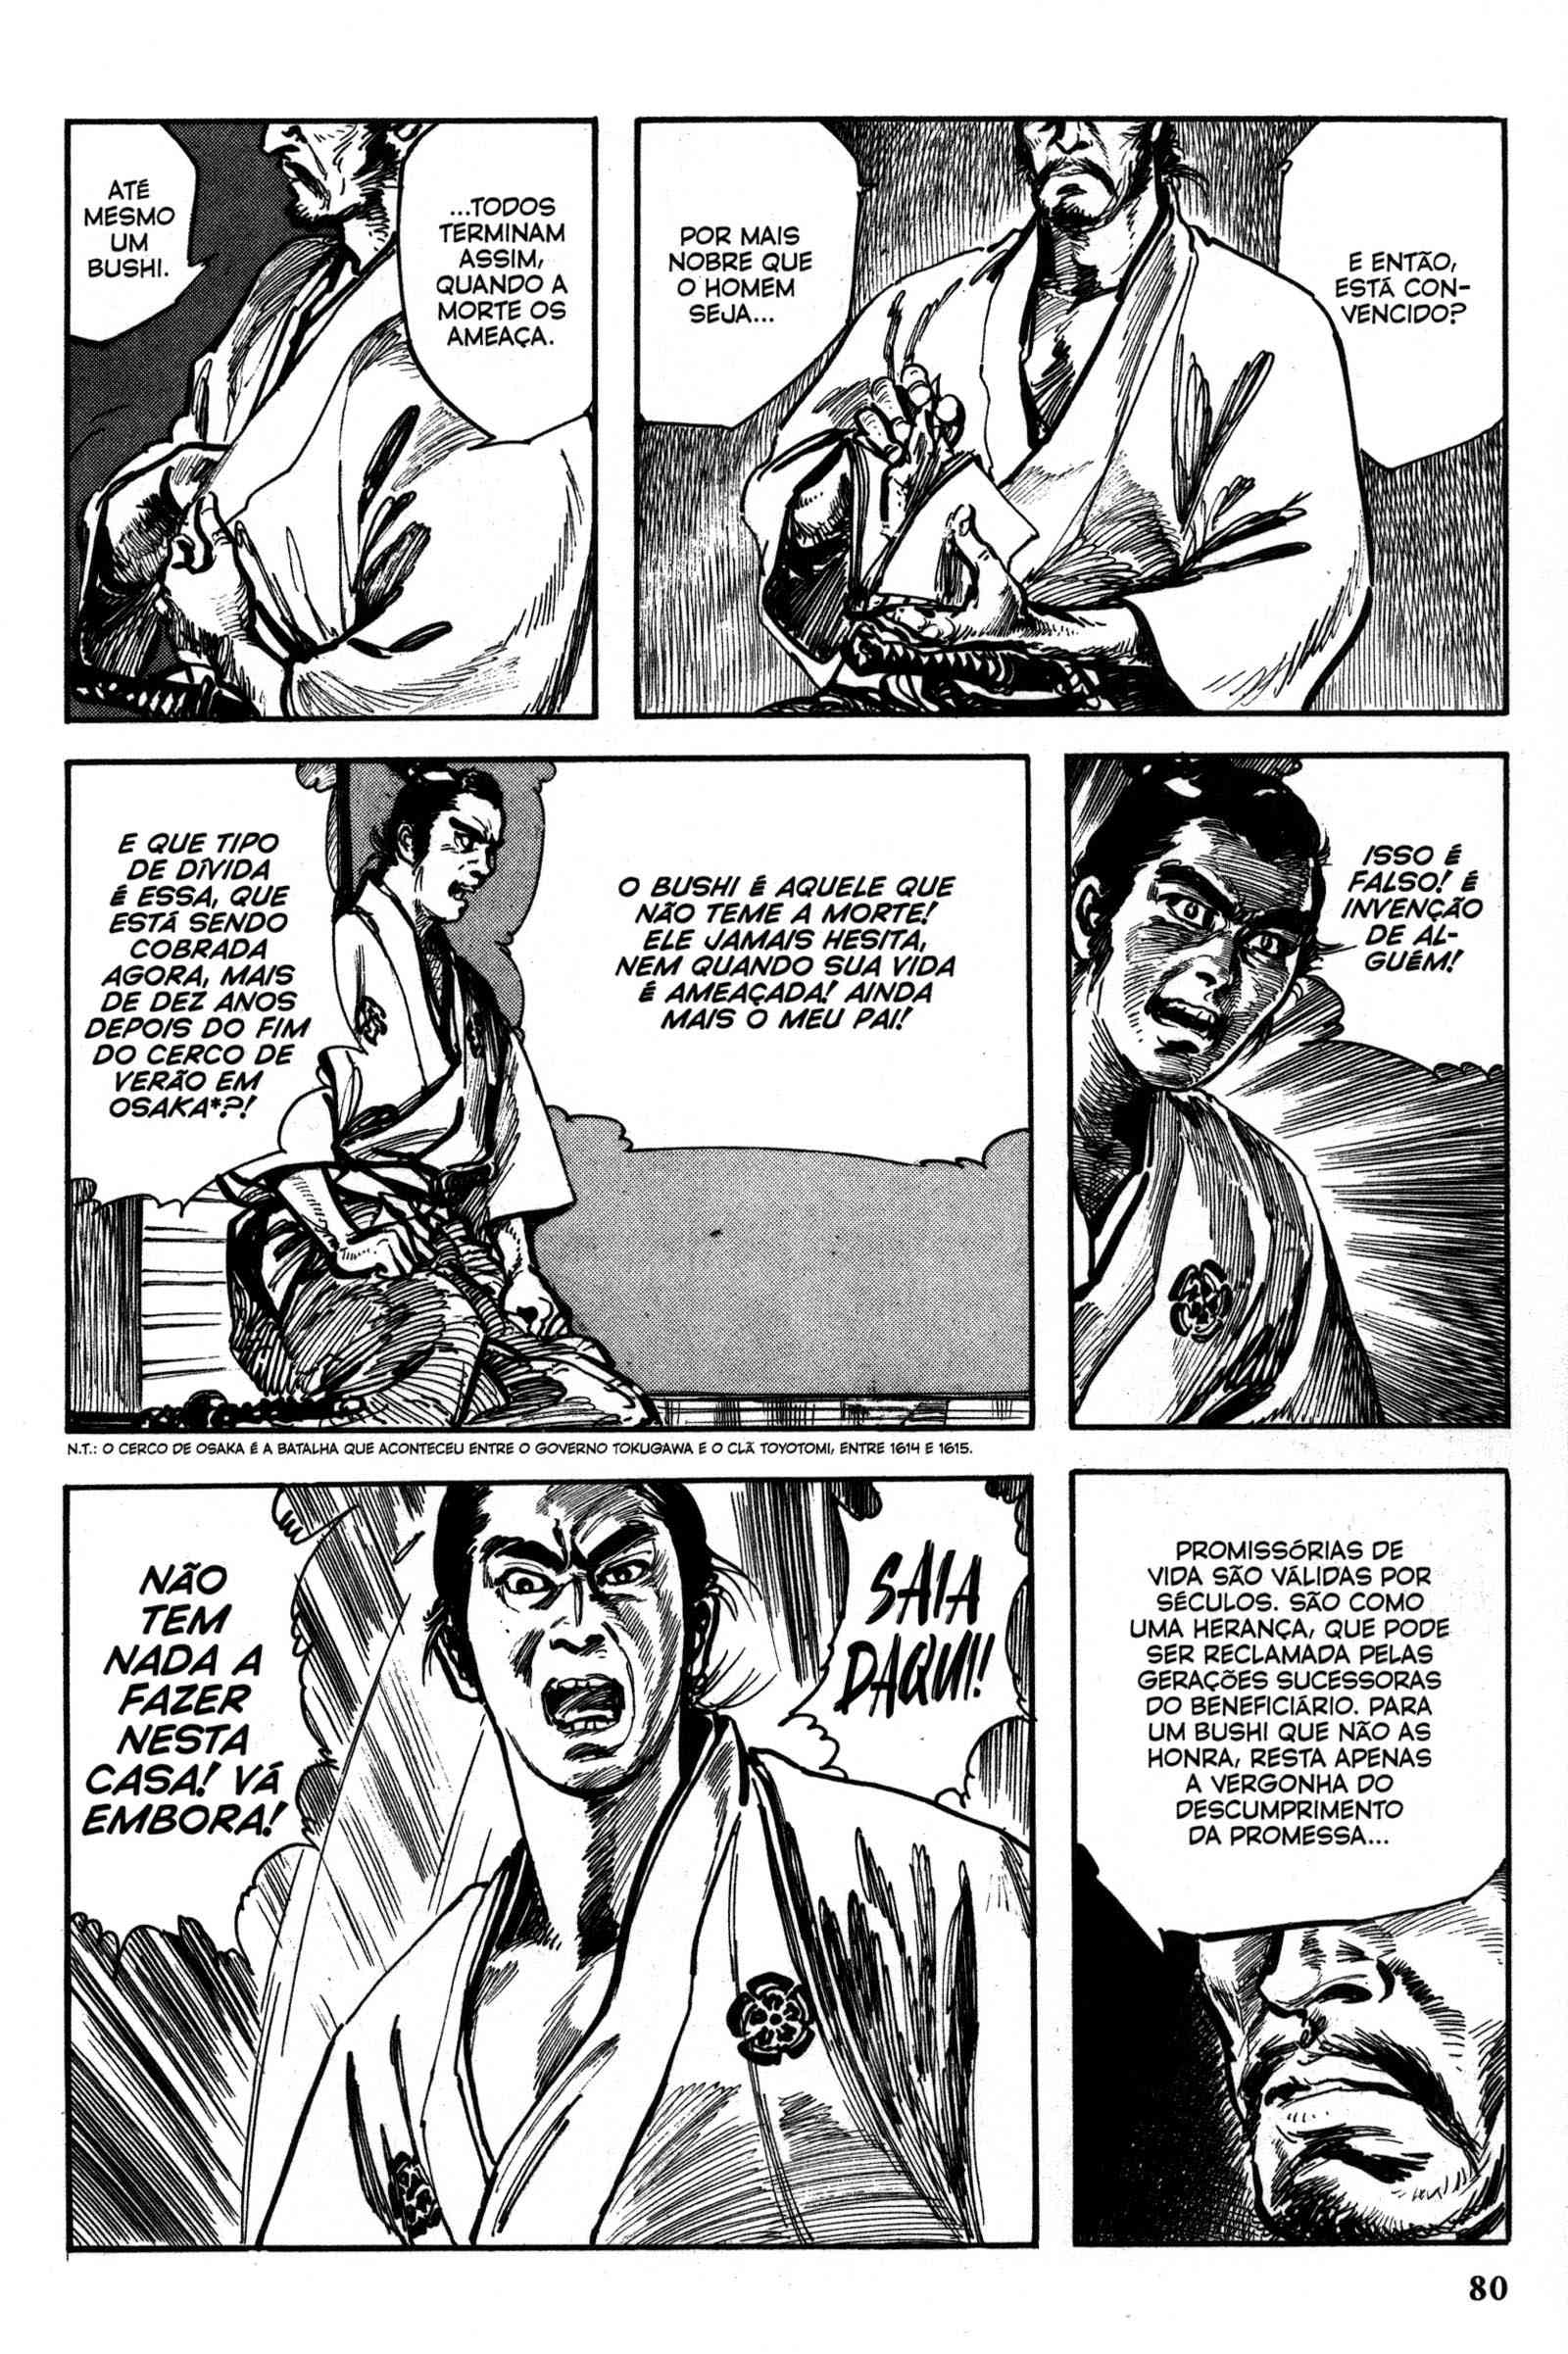 E ENTÃO,
ESTÁ CON-
VENCIDO?
POR MAIS
NOBRE QUE
O HOMEM
SEJA...
...TODOS
TERMINAM
ASSIM,
QUANDO A
MORTE OS
AMEAÇA.
ATÉ
MESMO
UM
BUSHI.
ISSO É
FALSO! É
INVENÇÃO
DE AL-
GUÉM!
O BUSHI É AQUELE QUE
NÃO TEME A MORTE!
ELE JAMAIS HESITA,
NEM QUANDO SUA VIDA
É AMEAÇADA! AINDA
MAIS O MEU PAI!
E QUE TIPO
DE DÍVIDA
É ESSA, QUE
ESTÁ SENDO
COBRADA
AGORA, MAIS
DE DEZ ANOS
DEPOIS DO FIM
DO CERCO DE
VERÃO EM
OSAKA*?!
N.T.: O CERCO DE OSAKA É A BATALHA QUE ACONTECEU ENTRE O GOVERNO TOKUGAWA E O CLÃ TOYOTOMI, ENTRE 1614 E 1615.
PROMISSÓRIAS DE
VIDA SÃO VÁLIDAS POR
SÉCULOS. SÃO COMO
UMA HERANÇA, QUE PODE
SER RECLAMADA PELAS
GERAÇÕES SUCESSORAS
DO BENEFICIÁRIO. PARA
UM BUSHI QUE NÃO AS
HONRA, RESTA APENAS
A VERGONHA DO
DESCUMPRIMENTO
DA PROMESSA...
SAIA
DAQUI!!
NÃO
TEM
NADA A
FAZER
NESTA
CASA! VÁ
EMBORA!
80